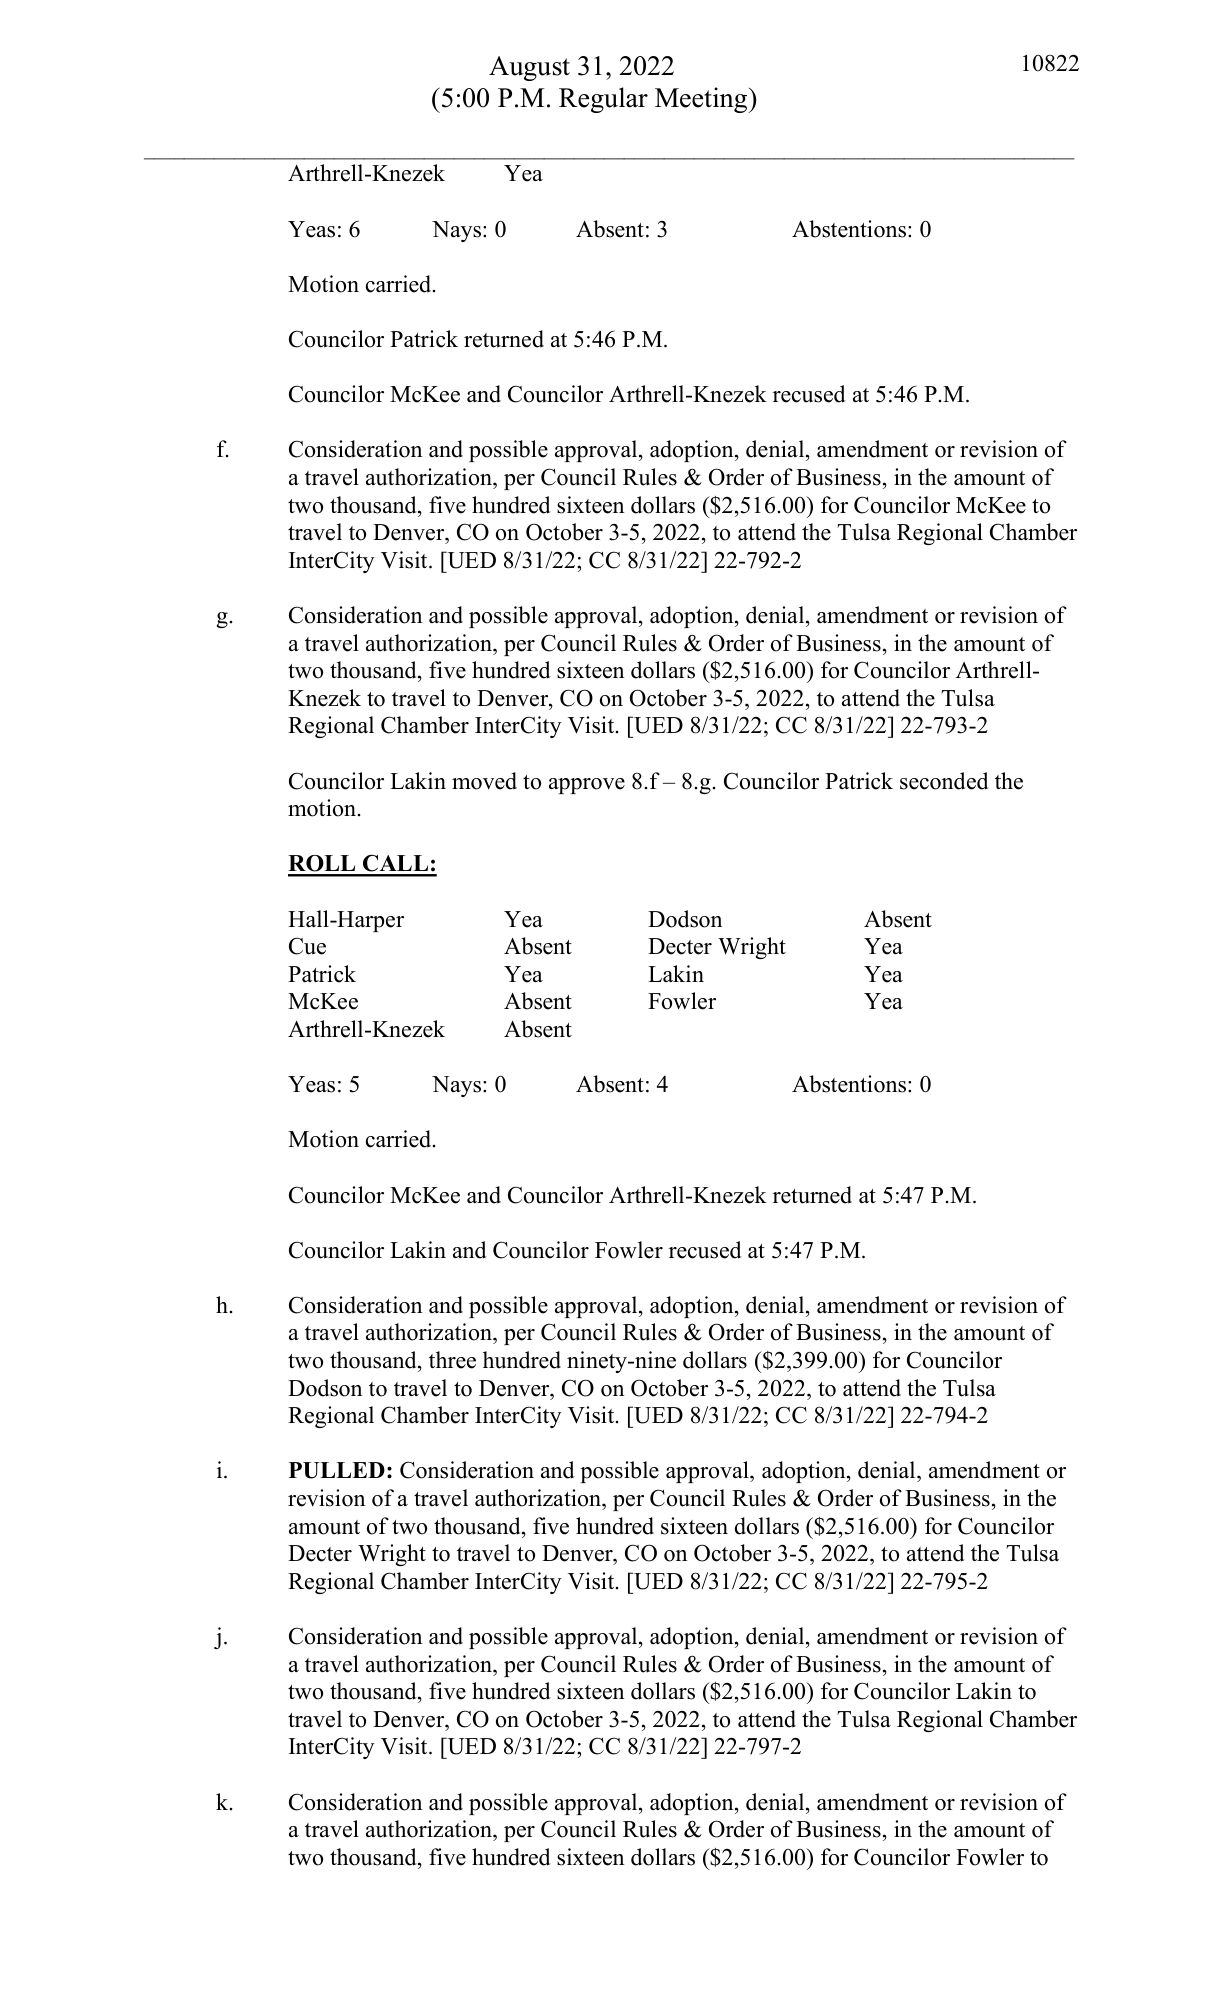 August 31, 2022 10822
(5:00 P.M. Regular Meeting)
Arthrell-Knezek Yea
Yeas: 6 Nays: 0 Absent: 3 Abstentions: 0
Motion carried.
Councilor Patrick returned at 5:46 P.M.
Councilor McKee and Councilor Arthrell-Knezek recused at 5:46 P.M.
f. Consideration and possible approval, adoption, denial, amendment or revision of
a travel authorization, per Council Rules & Order of Business, in the amount of
two thousand, five hundred sixteen dollars ($2,516.00) for Councilor McKee to
travel to Denver, CO on October 3-5, 2022, to attend the Tulsa Regional Chamber
InterCity Visit. [UED 8/31/22; CC 8/31/22] 22-792-2
g. Consideration and possible approval, adoption, denial, amendment or revision of
a travel authorization, per Council Rules & Order of Business, in the amount of
two thousand, five hundred sixteen dollars ($2,516.00) for Councilor Arthrell-
Knezek to travel to Denver, CO on October 3-5, 2022, to attend the Tulsa
Regional Chamber InterCity Visit. [UED 8/31/22; CC 8/31/22] 22-793-2
Councilor Lakin moved to approve 8.f – 8.g. Councilor Patrick seconded the
motion.
ROLL CALL:
Hall-Harper Yea Dodson Absent
Cue Absent Decter Wright Yea
Patrick Yea Lakin Yea
McKee Absent Fowler Yea
Arthrell-Knezek Absent
Yeas: 5 Nays: 0 Absent: 4 Abstentions: 0
Motion carried.
Councilor McKee and Councilor Arthrell-Knezek returned at 5:47 P.M.
Councilor Lakin and Councilor Fowler recused at 5:47 P.M.
h. Consideration and possible approval, adoption, denial, amendment or revision of
a travel authorization, per Council Rules & Order of Business, in the amount of
two thousand, three hundred ninety-nine dollars ($2,399.00) for Councilor
Dodson to travel to Denver, CO on October 3-5, 2022, to attend the Tulsa
Regional Chamber InterCity Visit. [UED 8/31/22; CC 8/31/22] 22-794-2
i. PULLED: Consideration and possible approval, adoption, denial, amendment or
revision of a travel authorization, per Council Rules & Order of Business, in the
amount of two thousand, five hundred sixteen dollars ($2,516.00) for Councilor
Decter Wright to travel to Denver, CO on October 3-5, 2022, to attend the Tulsa
Regional Chamber InterCity Visit. [UED 8/31/22; CC 8/31/22] 22-795-2
j. Consideration and possible approval, adoption, denial, amendment or revision of
a travel authorization, per Council Rules & Order of Business, in the amount of
two thousand, five hundred sixteen dollars ($2,516.00) for Councilor Lakin to
travel to Denver, CO on October 3-5, 2022, to attend the Tulsa Regional Chamber
InterCity Visit. [UED 8/31/22; CC 8/31/22] 22-797-2
k. Consideration and possible approval, adoption, denial, amendment or revision of
a travel authorization, per Council Rules & Order of Business, in the amount of
two thousand, five hundred sixteen dollars ($2,516.00) for Councilor Fowler to